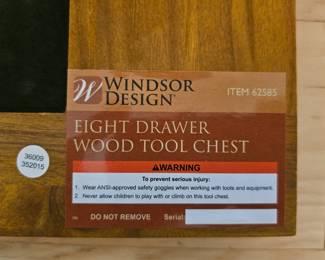 WINDSOR
DESIGN®
ITEM 62585
EIGHT DRAWER
WOOD TOOL CHEST
36009
352015
⚠WARNING
To prevent serious injury:
1. Wear ANSI-approved safety goggles when working with tools and equipment.
2. Never allow children to play with or climb on this tool chest.
DO NOT REMOVE Serial: